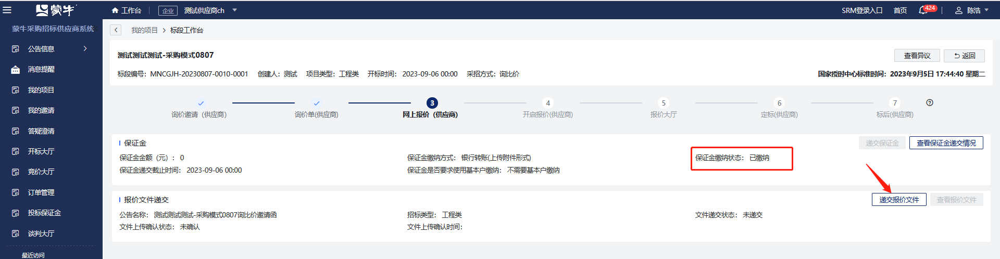 蒙牛
工作台
企业
测试供应商ch
SRM登录入口
首页
424
陈浩
蒙牛采购招标供应商系统
公告信息
消息提醒
我的项目
我的邀请
答疑澄清
开标大厅
竞价大厅
订单管理
投标保证金
谈判大厅
最近访问
我的项目 > 标段工作台
测试测试测试-采购模式0807
查看异议
返回
标段编号：MNCGJH-20230807-0010-0001 创建人：测试 项目类型：工程类 开标时间：2023-09-06 00:00 采招方式：询比价
国家授时中心标准时间：2023年9月5日 17:44:40 星期二
3 4 5 6 7
询价邀请（供应商） 询价单(供应商) 网上报价（供应商） 开启报价(供应商) 报价大厅 定标(供应商) 标后(供应商)
保证金
递交保证金 查看保证金递交情况
保证金金额（元）：0 保证金缴纳方式：银行转账(上传附件形式) 保证金缴纳状态：已缴纳
保证金递交截止时间：2023-09-06 00:00 保证金是否要求使用基本户缴纳：不需要基本户缴纳
报价文件递交
递交报价文件 查看报价文件
公告名称：测试测试测试-采购模式0807询比价邀请函 招标类型：工程类 文件递交状态：未递交
文件上传确认状态：未确认 文件上传确认时间：